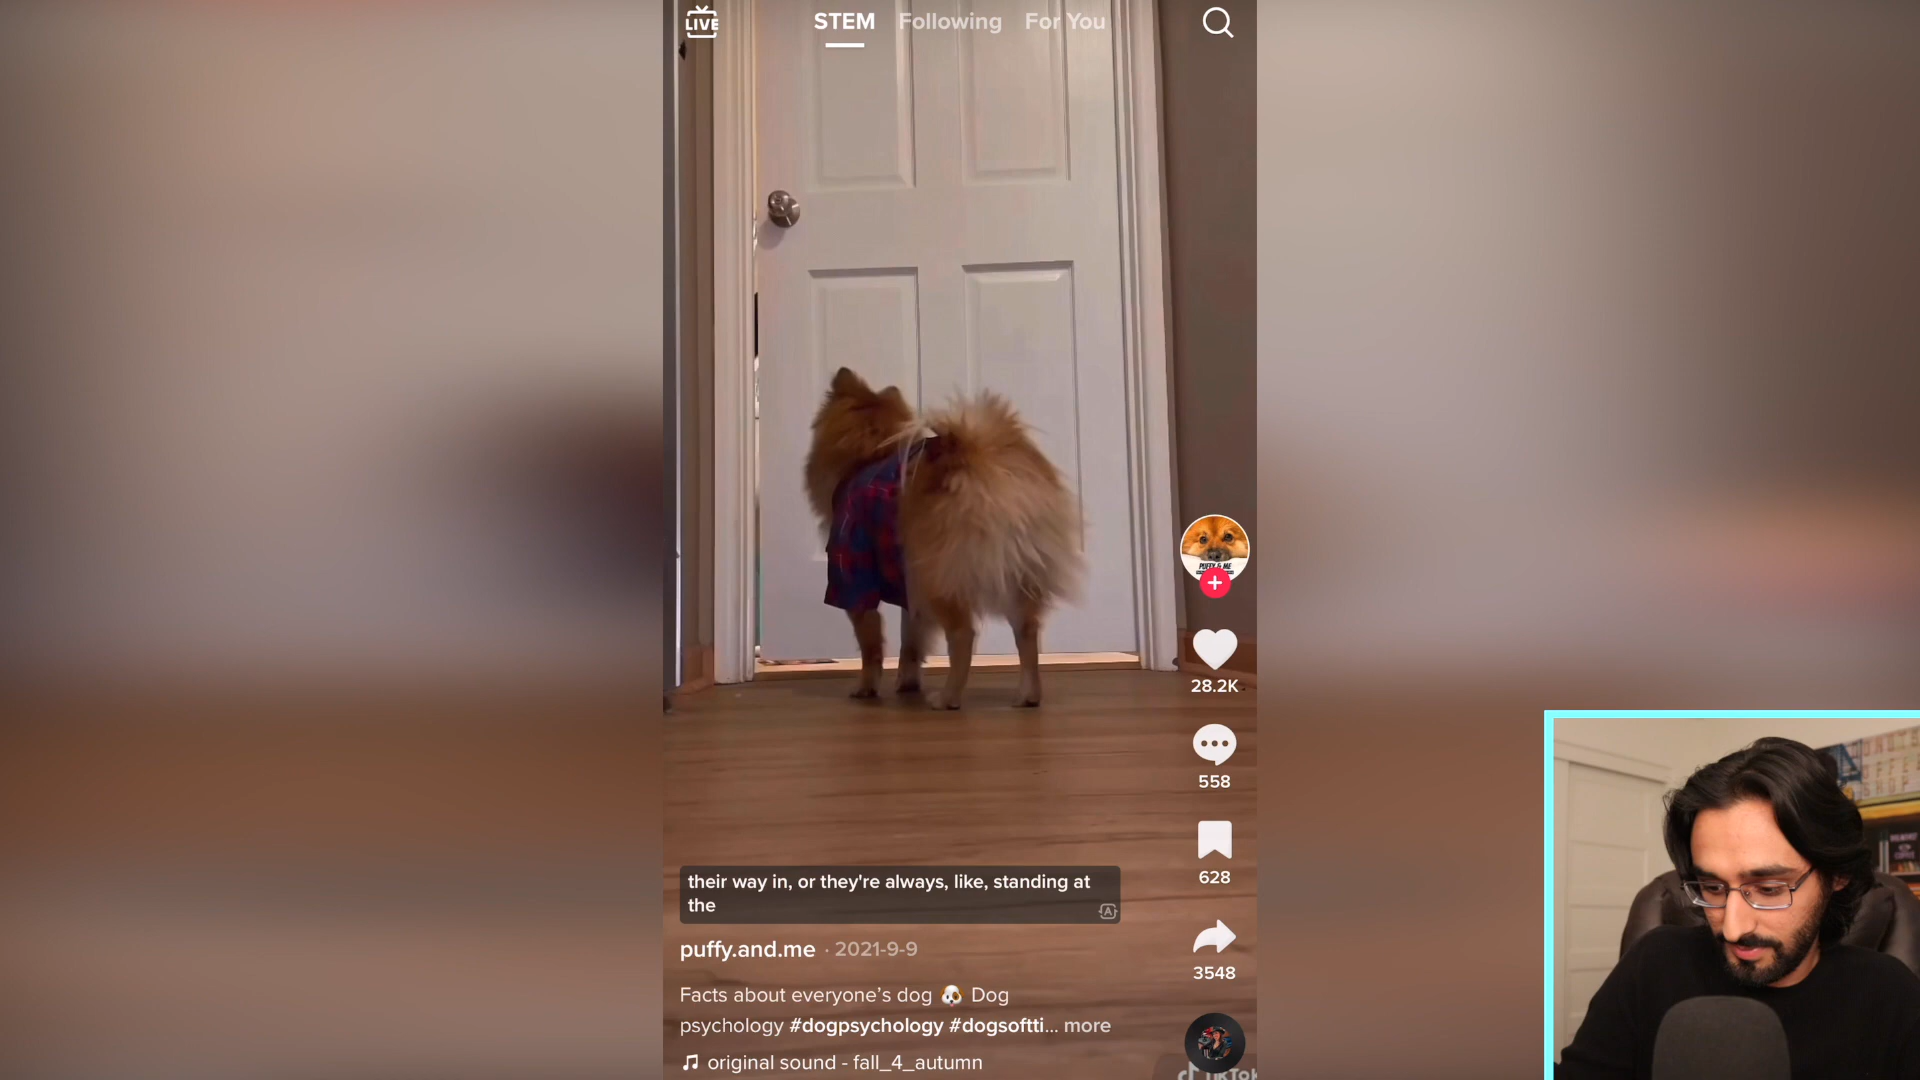 LIVE
STEM Following For You
PUFFY & ME
28.2K
558
628
3548
their way in, or they're always, like, standing at
the
A
puffy.and.me · 2021-9-9
Facts about everyone's dog 🐶 Dog
psychology #dogpsychology #dogsoftti... more
original sound - fall_4_autumn
TikTok